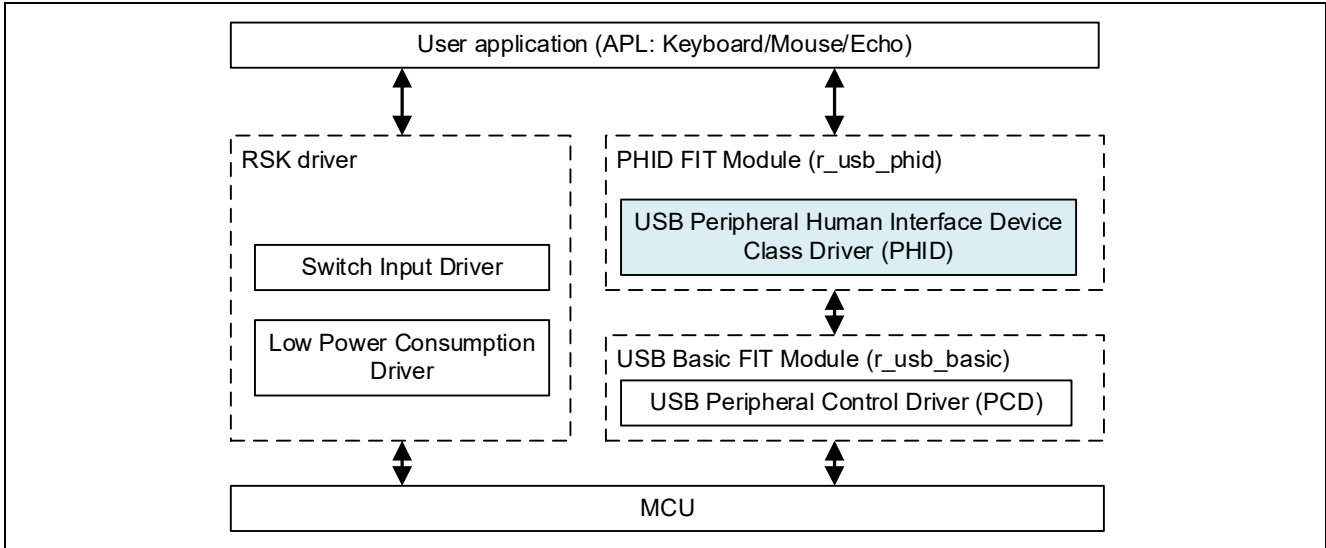 User application (APL: Keyboard/Mouse/Echo)
RSK driver
Switch Input Driver
Low Power Consumption
Driver
PHID FIT Module (r_usb_phid)
USB Peripheral Human Interface Device
Class Driver (PHID)
USB Basic FIT Module (r_usb_basic)
USB Peripheral Control Driver (PCD)
MCU